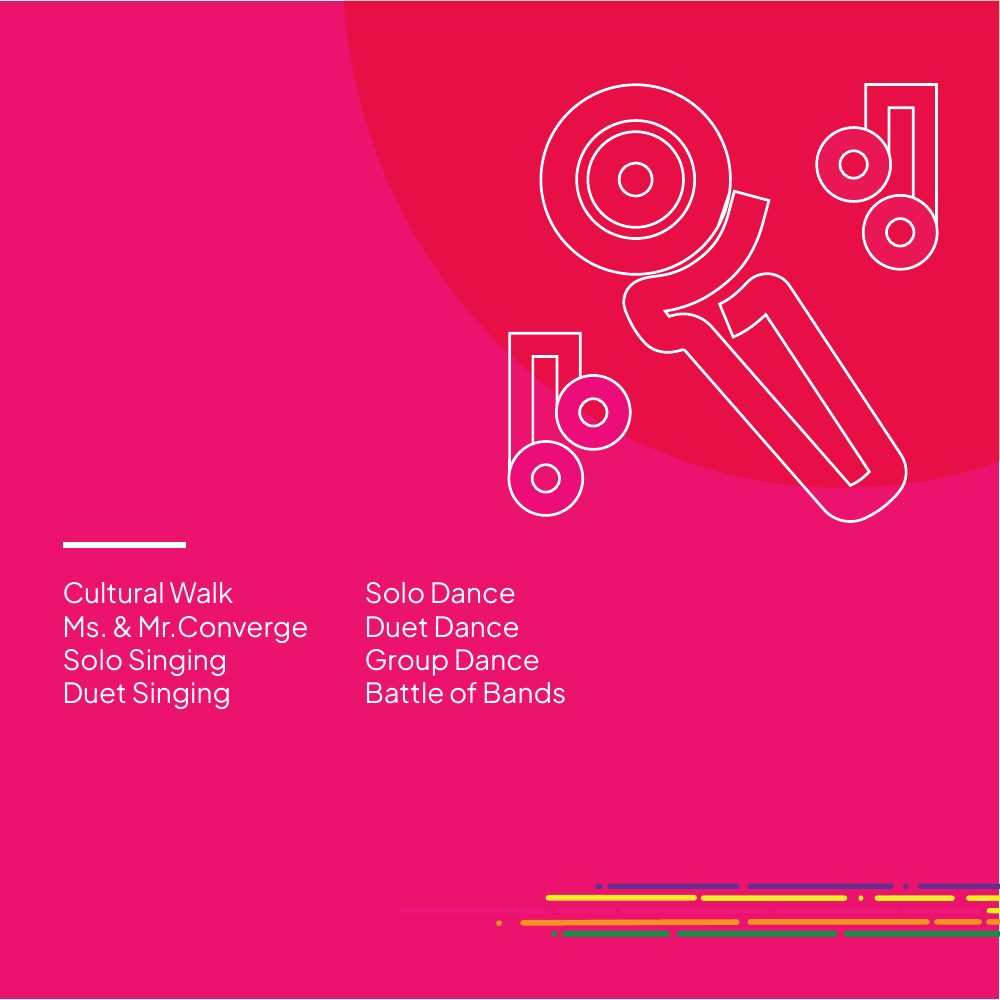 Cultural Walk
Ms. & Mr.Converge
Solo Singing
Duet Singing
Solo Dance
Duet Dance
Group Dance
Battle of Bands